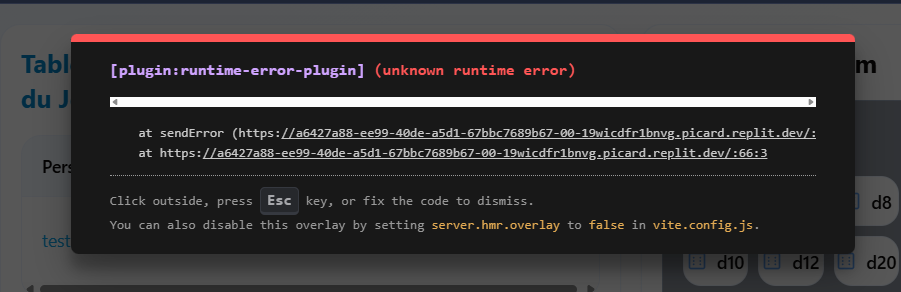 Tabl
du J
m
[plugin:runtime-error-plugin] (unknown runtime error)
at sendError (https://a6427a88-ee99-40de-a5d1-67bbc7689b67-00-19wicdfr1bnvg.picard.replit.dev/:
at https://a6427a88-ee99-40de-a5d1-67bbc7689b67-00-19wicdfr1bnvg.picard.replit.dev/:66:3
Pers
Click outside, press Esc key, or fix the code to dismiss.
d8
You can also disable this overlay by setting server.hmr.overlay to false in vite.config.js.
test
d10 d12 d20